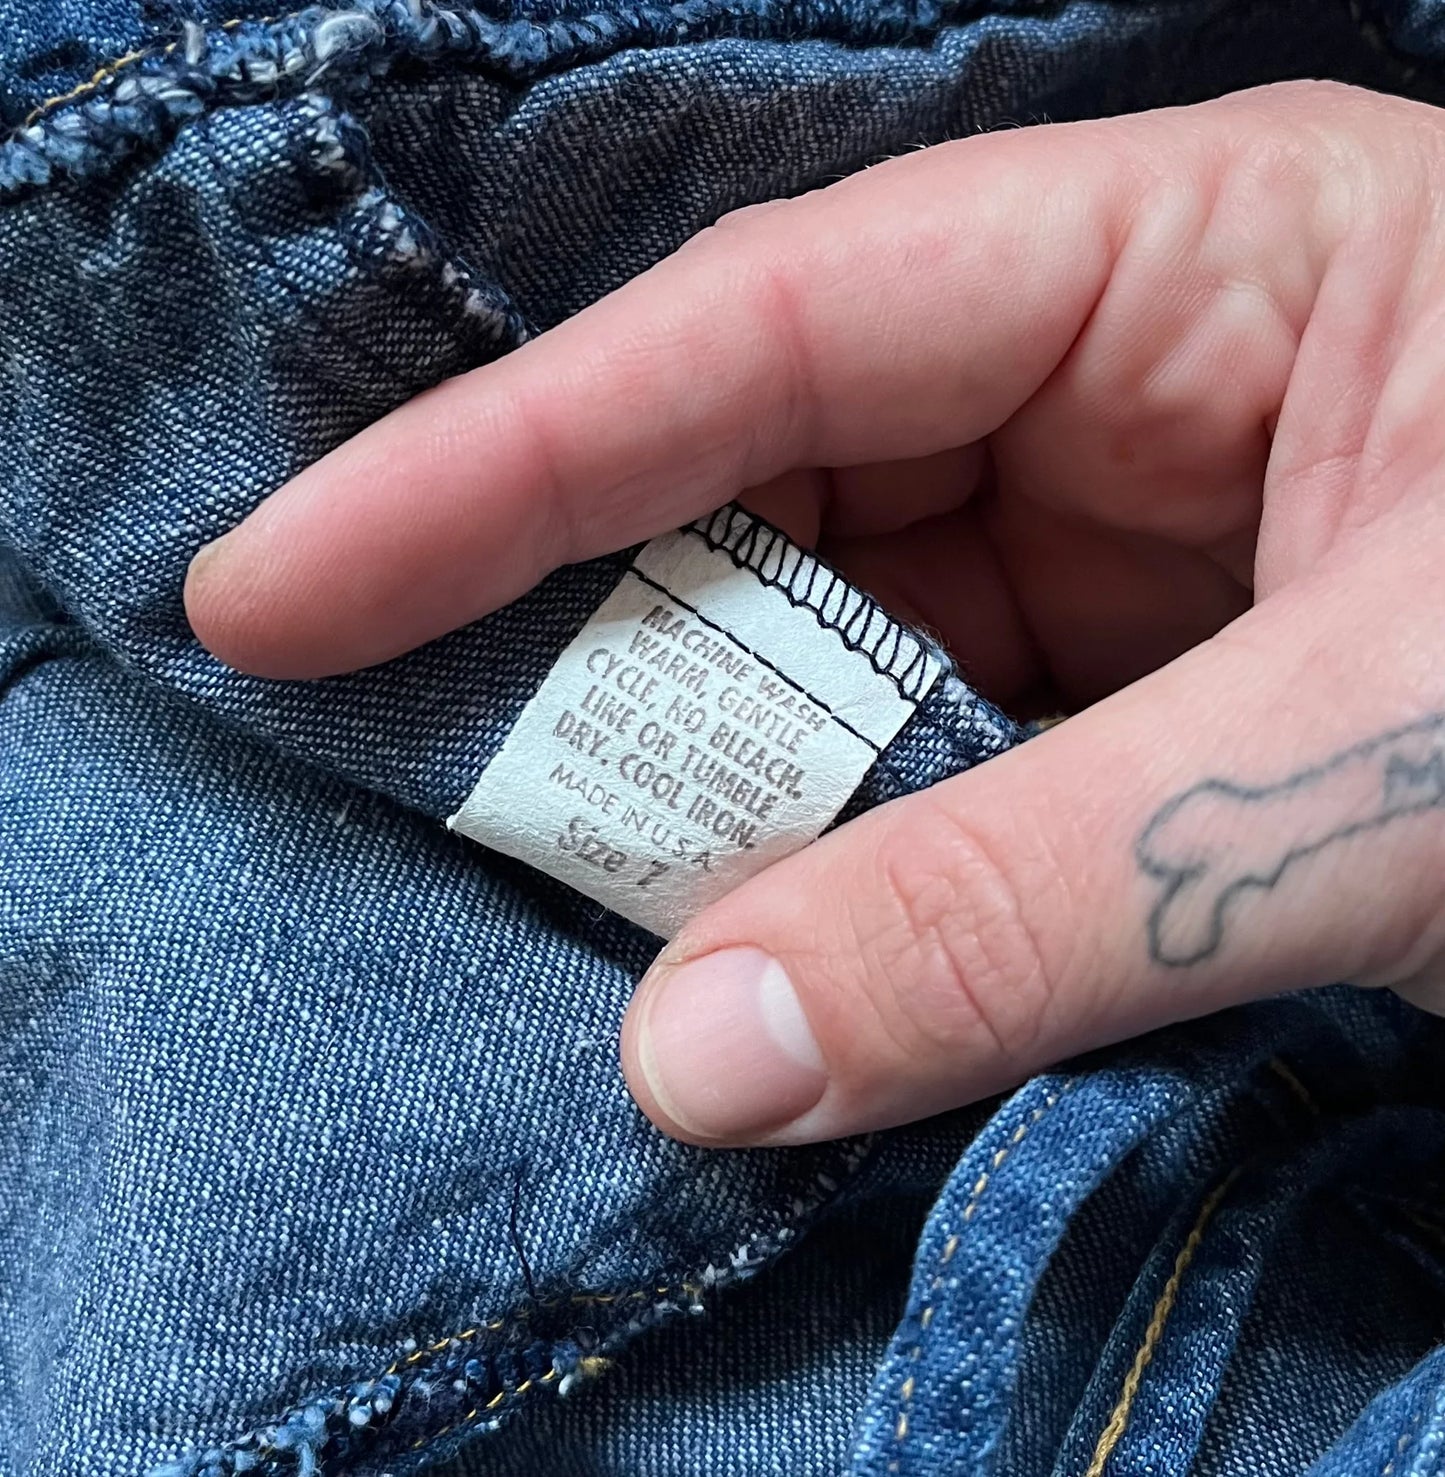 MACHINE WASH
WARM, GENTLE
CYCLE, NO BLEACH.
LINE OR TUMBLE
DRY. COOL IRON.
MADE IN U.S.A.
Size 7